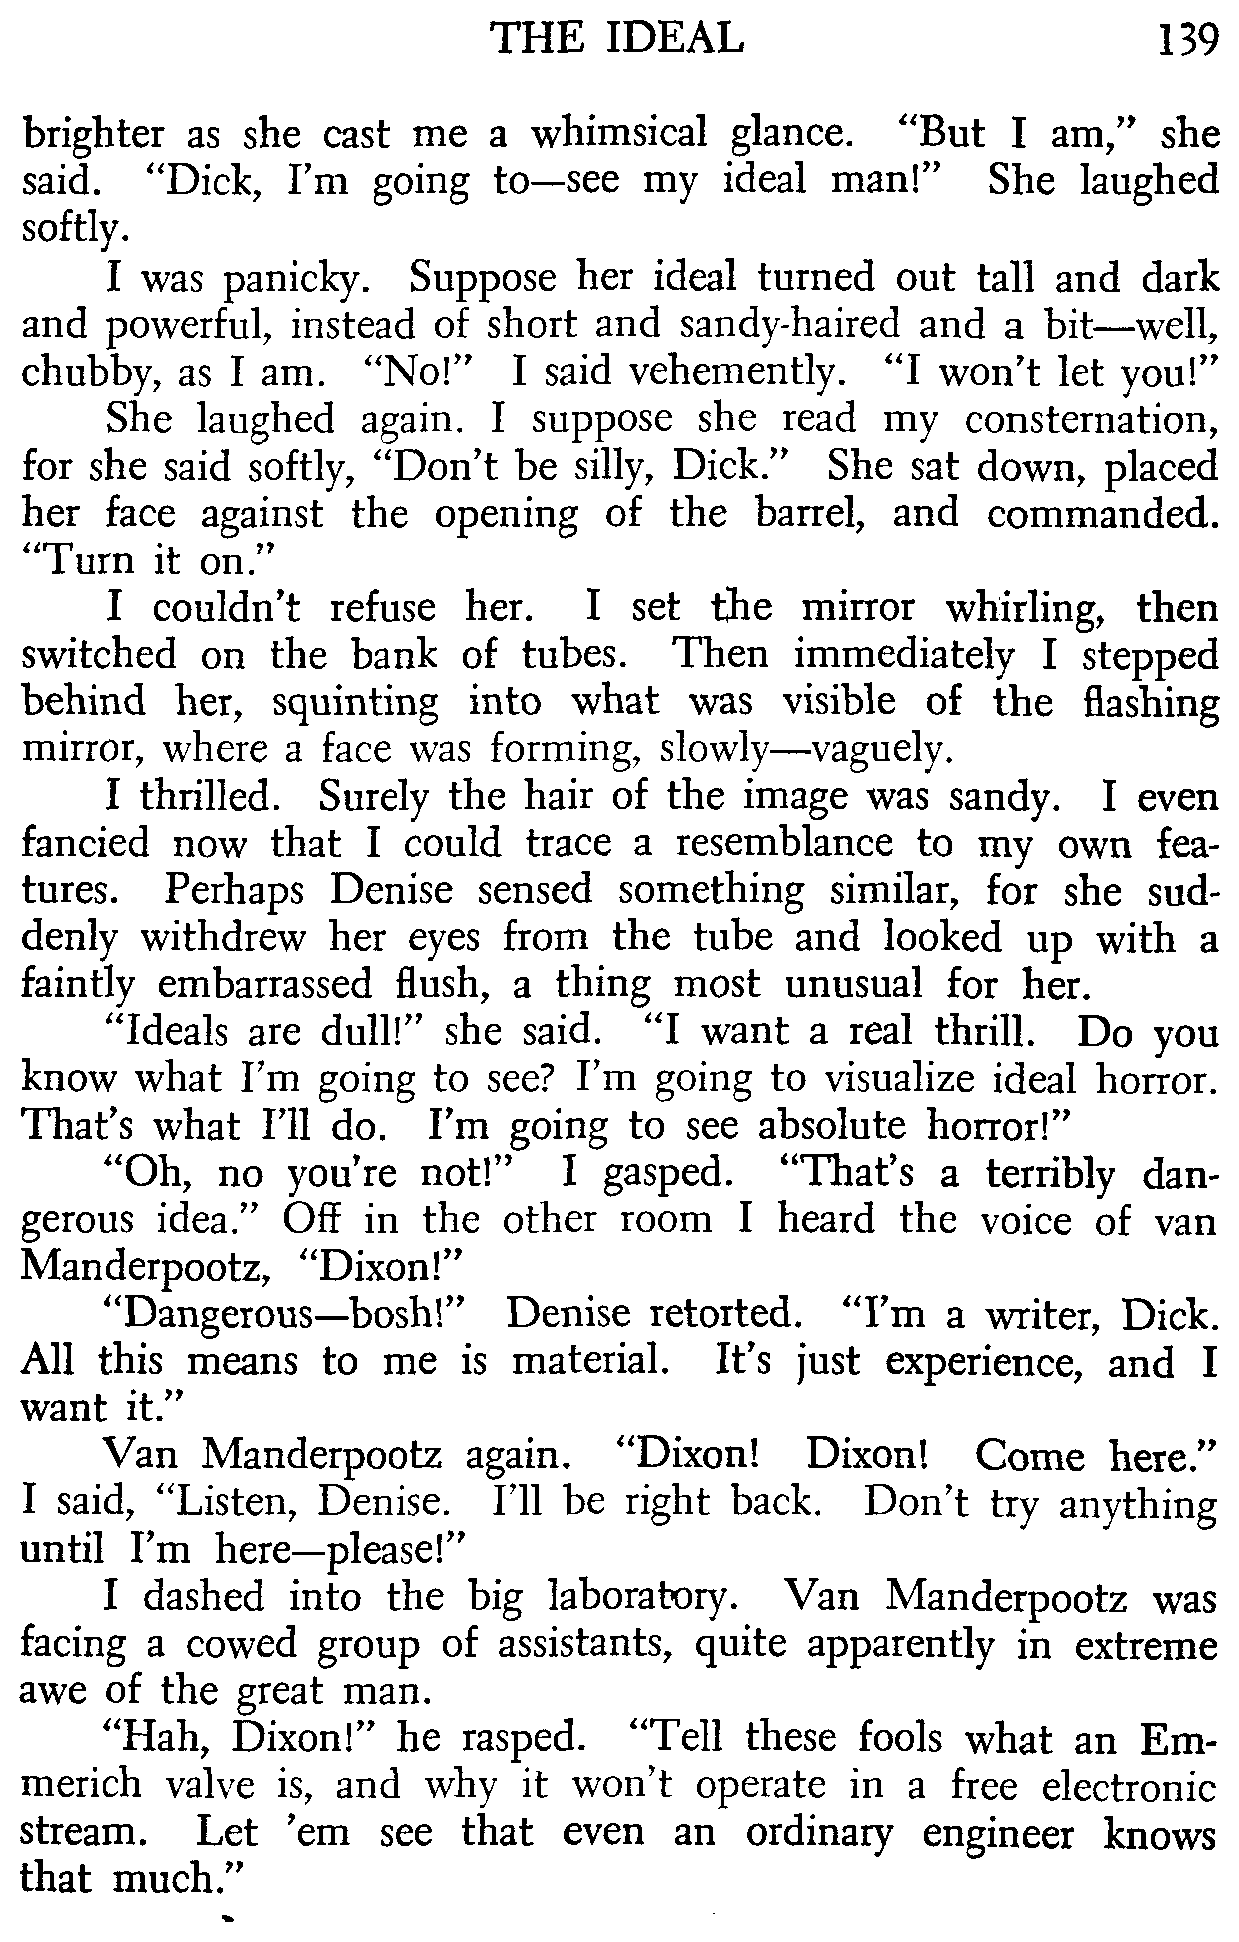 THE IDEAL 139
brighter as she cast me a whimsical glance. “But I am,” she
said. “Dick, I’m going to—see my ideal man!” She laughed
softly.
I was panicky. Suppose her ideal turned out tall and dark
and powerful, instead of short and sandy-haired and a bit—well,
chubby, as I am. “No!” I said vehemently. “I won’t let you!”
She laughed again. I suppose she read my consternation,
for she said softly, “Don’t be silly, Dick.” She sat down, placed
her face against the opening of the barrel, and commanded.
“Turn it on.”
I couldn’t refuse her. I set the mirror whirling, then
switched on the bank of tubes. Then immediately I stepped
behind her, squinting into what was visible of the flashing
mirror, where a face was forming, slowly—vaguely.
I thrilled. Surely the hair of the image was sandy. I even
fancied now that I could trace a resemblance to my own fea-
tures. Perhaps Denise sensed something similar, for she sud-
denly withdrew her eyes from the tube and looked up with a
faintly embarrassed flush, a thing most unusual for her.
“Ideals are dull!” she said. “I want a real thrill. Do you
know what I’m going to see? I’m going to visualize ideal horror.
That’s what I’ll do. I’m going to see absolute horror!”
“Oh, no you’re not!” I gasped. “That’s a terribly dan-
gerous idea.” Off in the other room I heard the voice of van
Manderpootz, “Dixon!”
“Dangerous—bosh!” Denise retorted. “I’m a writer, Dick.
All this means to me is material. It’s just experience, and I
want it.”
Van Manderpootz again. “Dixon! Dixon! Come here.”
I said, “Listen, Denise. I’ll be right back. Don’t try anything
until I’m here—please!”
I dashed into the big laboratory. Van Manderpootz was
facing a cowed group of assistants, quite apparently in extreme
awe of the great man.
“Hah, Dixon!” he rasped. “Tell these fools what an Em-
merich valve is, and why it won’t operate in a free electronic
stream. Let ’em see that even an ordinary engineer knows
that much.”